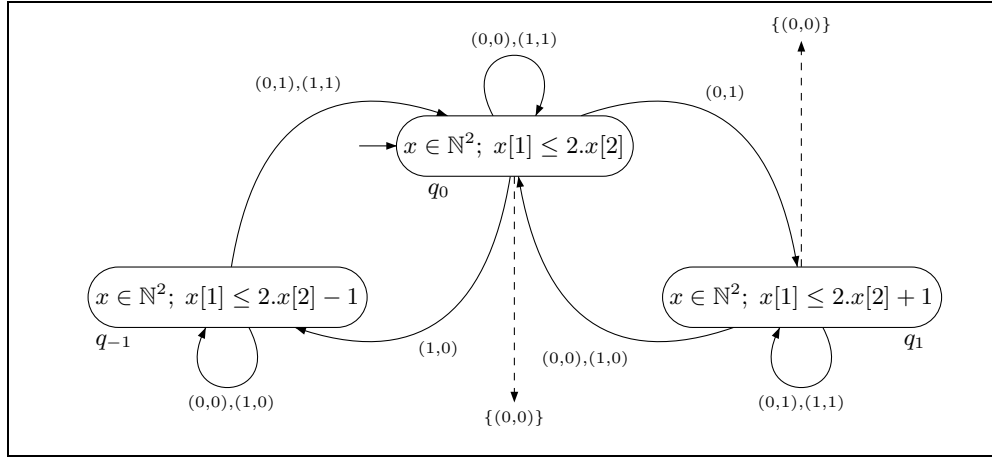 {(0,0)}
(0,0),(1,1)
(0,1),(1,1)
(0,1)
x ∈ ℕ²; x[1] ≤ 2.x[2]
q₀
x ∈ ℕ²; x[1] ≤ 2.x[2] − 1
x ∈ ℕ²; x[1] ≤ 2.x[2] + 1
q₋₁
(1,0)
(0,0),(1,0)
q₁
(0,0),(1,0)
{(0,0)}
(0,1),(1,1)